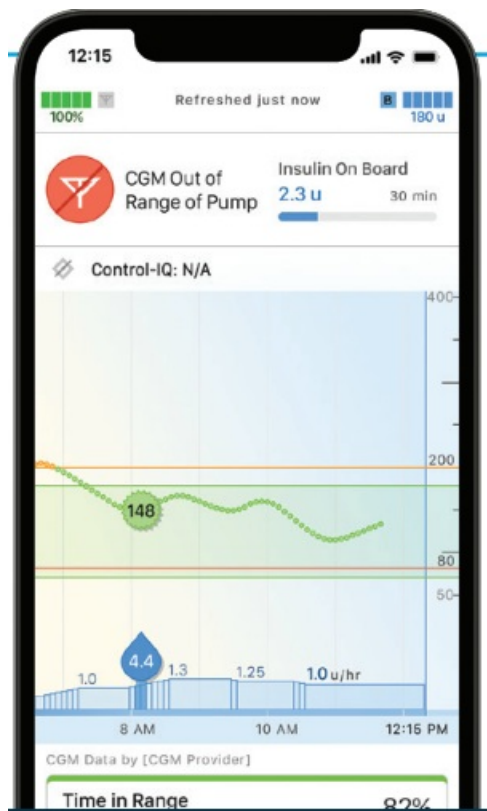 12:15
100%
Refreshed just now
B
180 u
CGM Out of
Range of Pump
Insulin On Board
2.3 u
30 min
Control-IQ: N/A
400
200
148
80
50
4.4
1.0
1.3
1.25
1.0 u/hr
8 AM
10 AM
12:15 PM
CGM Data by [CGM Provider]
Time in Range
82%